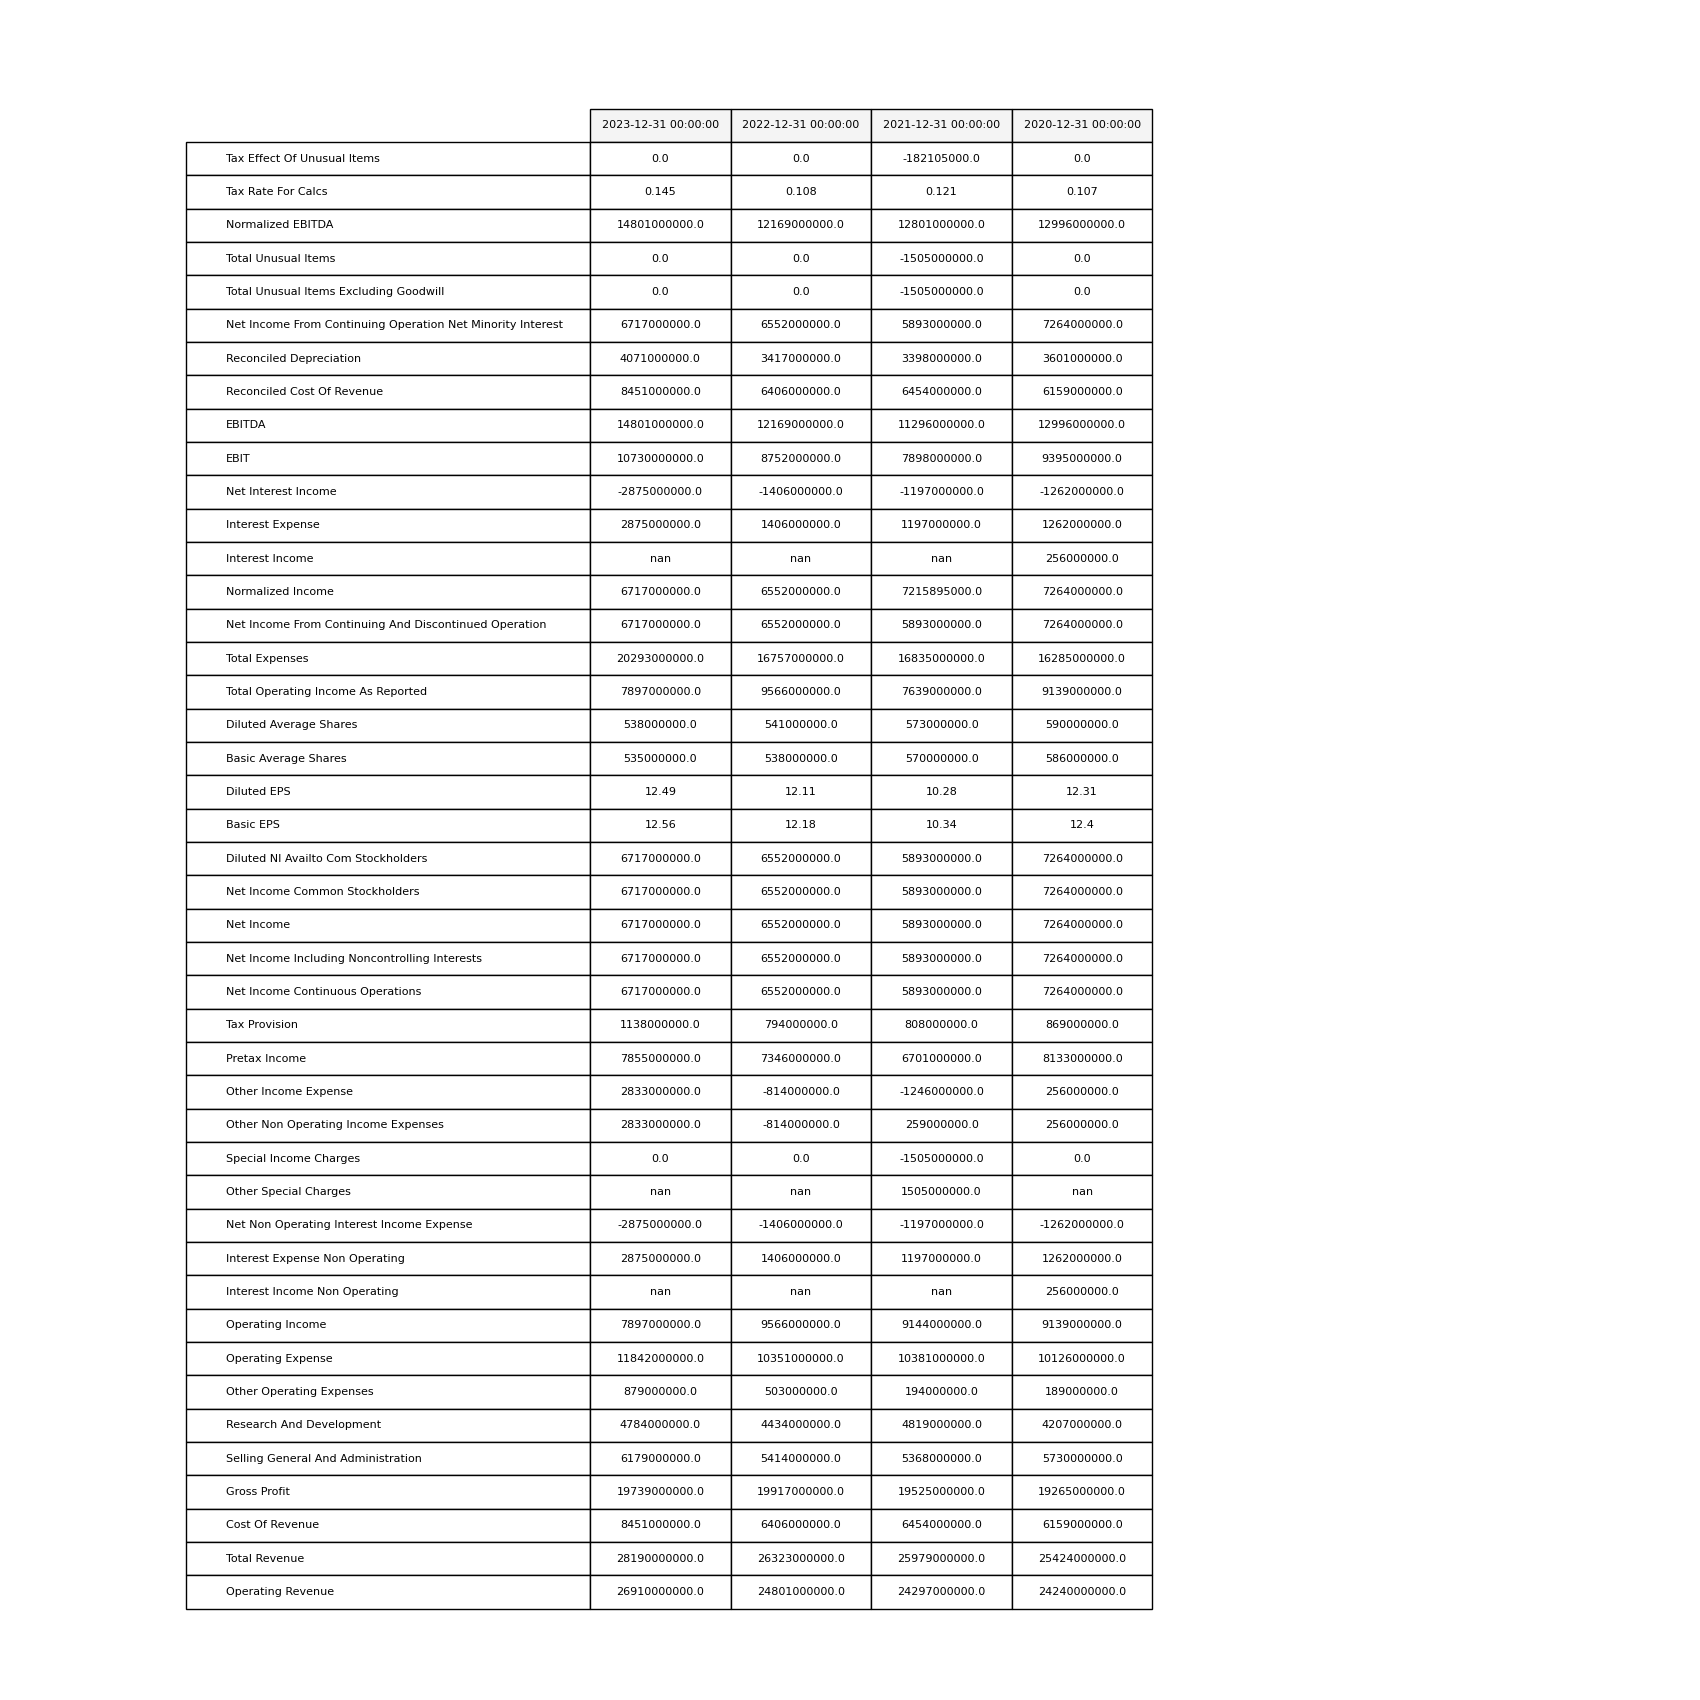 2023-12-31 00:00:00 2022-12-31 00:00:00 2021-12-31 00:00:00 2020-12-31 00:00:00
Tax Effect Of Unusual Items 0.0 0.0 -182105000.0 0.0
Tax Rate For Calcs 0.145 0.108 0.121 0.107
Normalized EBITDA 14801000000.0 12169000000.0 12801000000.0 12996000000.0
Total Unusual Items 0.0 0.0 -1505000000.0 0.0
Total Unusual Items Excluding Goodwill 0.0 0.0 -1505000000.0 0.0
Net Income From Continuing Operation Net Minority Interest 6717000000.0 6552000000.0 5893000000.0 7264000000.0
Reconciled Depreciation 4071000000.0 3417000000.0 3398000000.0 3601000000.0
Reconciled Cost Of Revenue 8451000000.0 6406000000.0 6454000000.0 6159000000.0
EBITDA 14801000000.0 12169000000.0 11296000000.0 12996000000.0
EBIT 10730000000.0 8752000000.0 7898000000.0 9395000000.0
Net Interest Income -2875000000.0 -1406000000.0 -1197000000.0 -1262000000.0
Interest Expense 2875000000.0 1406000000.0 1197000000.0 1262000000.0
Interest Income nan nan nan 256000000.0
Normalized Income 6717000000.0 6552000000.0 7215895000.0 7264000000.0
Net Income From Continuing And Discontinued Operation 6717000000.0 6552000000.0 5893000000.0 7264000000.0
Total Expenses 20293000000.0 16757000000.0 16835000000.0 16285000000.0
Total Operating Income As Reported 7897000000.0 9566000000.0 7639000000.0 9139000000.0
Diluted Average Shares 538000000.0 541000000.0 573000000.0 590000000.0
Basic Average Shares 535000000.0 538000000.0 570000000.0 586000000.0
Diluted EPS 12.49 12.11 10.28 12.31
Basic EPS 12.56 12.18 10.34 12.4
Diluted NI Availto Com Stockholders 6717000000.0 6552000000.0 5893000000.0 7264000000.0
Net Income Common Stockholders 6717000000.0 6552000000.0 5893000000.0 7264000000.0
Net Income 6717000000.0 6552000000.0 5893000000.0 7264000000.0
Net Income Including Noncontrolling Interests 6717000000.0 6552000000.0 5893000000.0 7264000000.0
Net Income Continuous Operations 6717000000.0 6552000000.0 5893000000.0 7264000000.0
Tax Provision 1138000000.0 794000000.0 808000000.0 869000000.0
Pretax Income 7855000000.0 7346000000.0 6701000000.0 8133000000.0
Other Income Expense 2833000000.0 -814000000.0 -1246000000.0 256000000.0
Other Non Operating Income Expenses 2833000000.0 -814000000.0 259000000.0 256000000.0
Special Income Charges 0.0 0.0 -1505000000.0 0.0
Other Special Charges nan nan 1505000000.0 nan
Net Non Operating Interest Income Expense -2875000000.0 -1406000000.0 -1197000000.0 -1262000000.0
Interest Expense Non Operating 2875000000.0 1406000000.0 1197000000.0 1262000000.0
Interest Income Non Operating nan nan nan 256000000.0
Operating Income 7897000000.0 9566000000.0 9144000000.0 9139000000.0
Operating Expense 11842000000.0 10351000000.0 10381000000.0 10126000000.0
Other Operating Expenses 879000000.0 503000000.0 194000000.0 189000000.0
Research And Development 4784000000.0 4434000000.0 4819000000.0 4207000000.0
Selling General And Administration 6179000000.0 5414000000.0 5368000000.0 5730000000.0
Gross Profit 19739000000.0 19917000000.0 19525000000.0 19265000000.0
Cost Of Revenue 8451000000.0 6406000000.0 6454000000.0 6159000000.0
Total Revenue 28190000000.0 26323000000.0 25979000000.0 25424000000.0
Operating Revenue 26910000000.0 24801000000.0 24297000000.0 24240000000.0